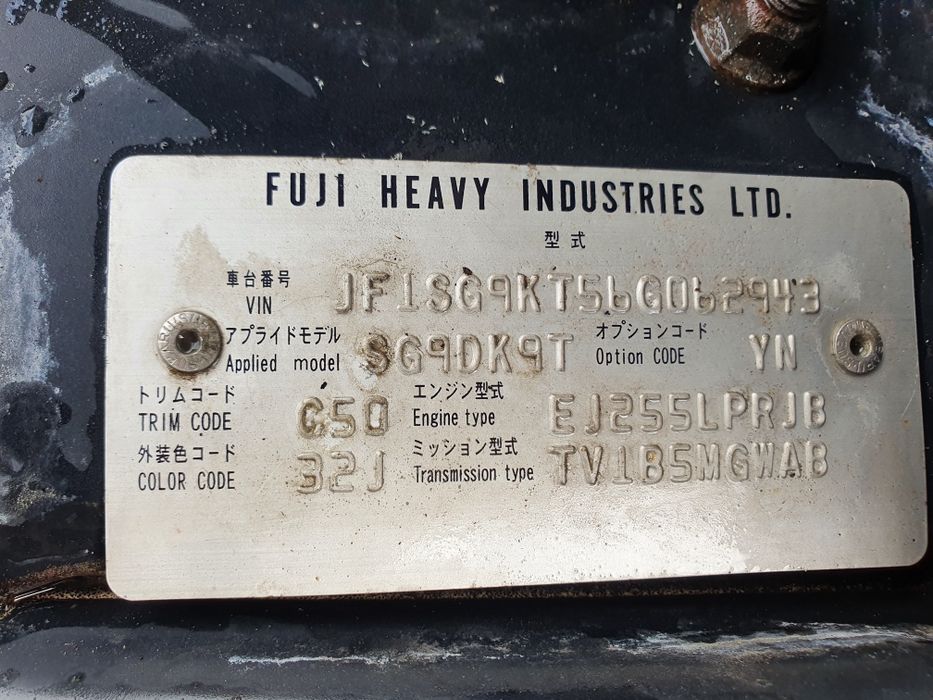 FUJI HEAVY INDUSTRIES LTD.
型式
車台番号
VIN JF1SG9KT56G062943
アプライドモデル オプションコード
Applied model SG9DK9T Option CODE YN
トリムコード エンジン型式
TRIM CODE C50 Engine type EJ255LPRJB
外装色コード ミッション型式
COLOR CODE 32J Transmission type TV1B5MGWAB